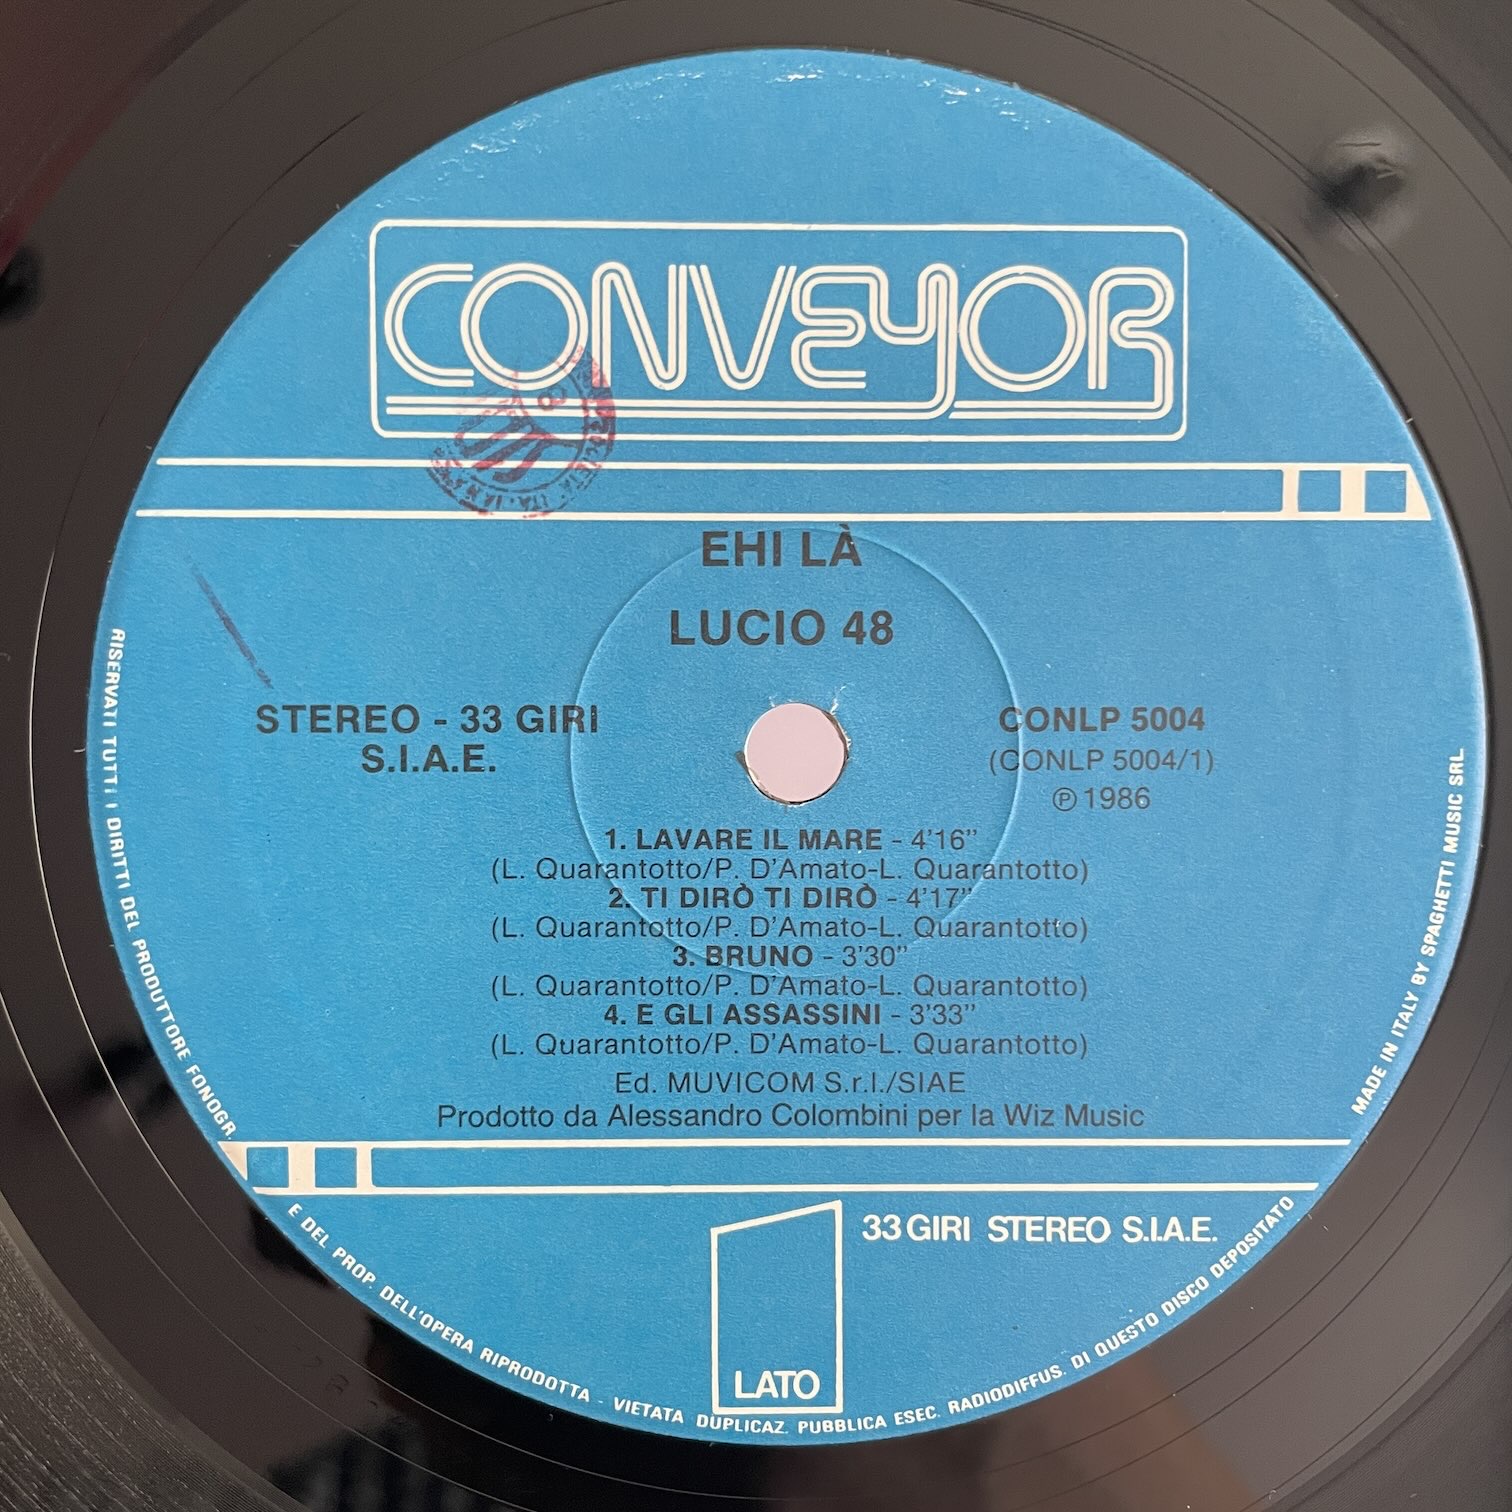 CONVEYOR
EHI LÀ
LUCIO 48
STEREO - 33 GIRI
S.I.A.E.
CONLP 5004
(CONLP 5004/1)
℗ 1986
1. LAVARE IL MARE - 4'16"
(L. Quarantotto/P. D'Amato-L. Quarantotto)
2. TI DIRÒ TI DIRÒ - 4'17"
(L. Quarantotto/P. D'Amato-L. Quarantotto)
3. BRUNO - 3'30"
(L. Quarantotto/P. D'Amato-L. Quarantotto)
4. E GLI ASSASSINI - 3'33"
(L. Quarantotto/P. D'Amato-L. Quarantotto)
Ed. MUVICOM S.r.l./SIAE
Prodotto da Alessandro Colombini per la Wiz Music
1
LATO
33 GIRI STEREO S.I.A.E.
RISERVATI TUTTI I DIRITTI DEL PRODUTTORE FONOGR. E DEL PROP. DELL'OPERA RIPRODOTTA - VIETATA DUPLICAZ. PUBBLICA ESEC. RADIODIFFUS. DI QUESTO DISCO DEPOSITATO
MADE IN ITALY BY SPAGHETTI MUSIC SRL.